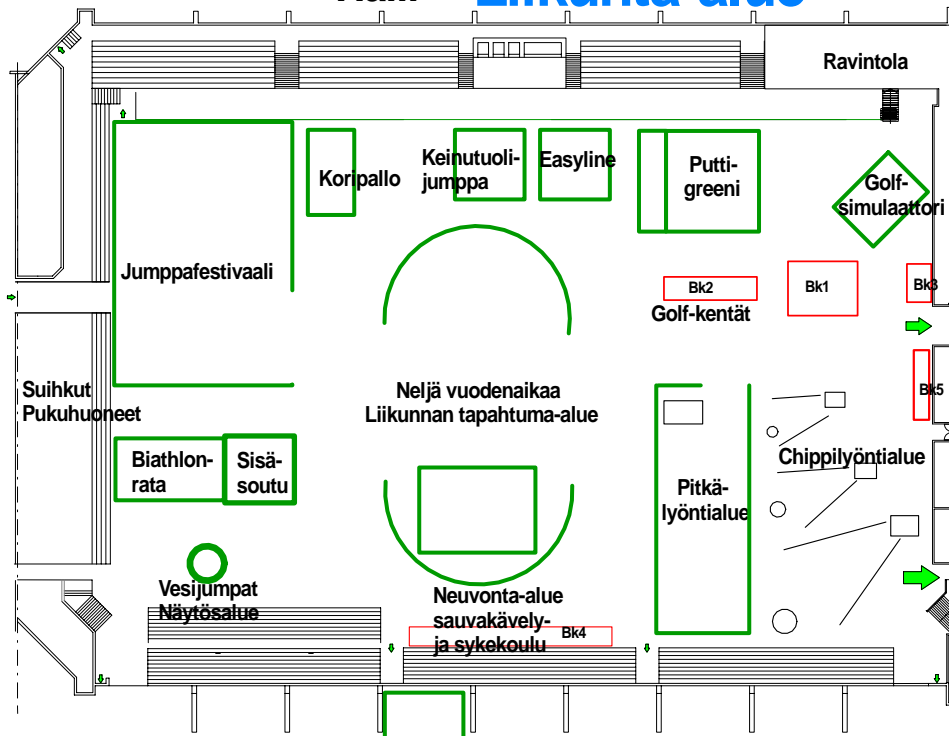 Liikunta-alue
Ravintola
Koripallo
Keinutuoli-
jumppa
Easyline
Putti-
greeni
Golf-
simulaattori
Jumppafestivaali
Bk2
Bk1
Bk3
Golf-kentät
Suihkut
Pukuhuoneet
Neljä vuodenaikaa
Liikunnan tapahtuma-alue
Bk5
Biathlon-
rata
Sisä-
soutu
Pitkä-
lyöntialue
Chippilyöntialue
Vesijumpat
Näytösalue
Neuvonta-alue
sauvakävely-
ja sykekoulu
Bk4